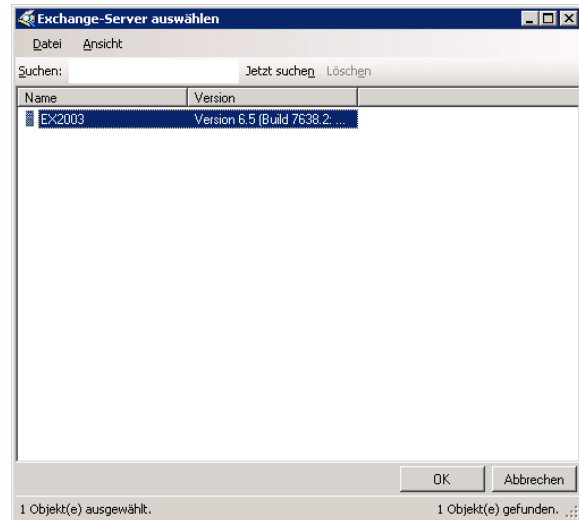 Exchange-Server auswählen
Datei Ansicht
Suchen: Jetzt suchen Löschen
Name Version
EX2003 Version 6.5 (Build 7638.2: ...
OK Abbrechen
1 Objekt(e) ausgewählt. 1 Objekt(e) gefunden.